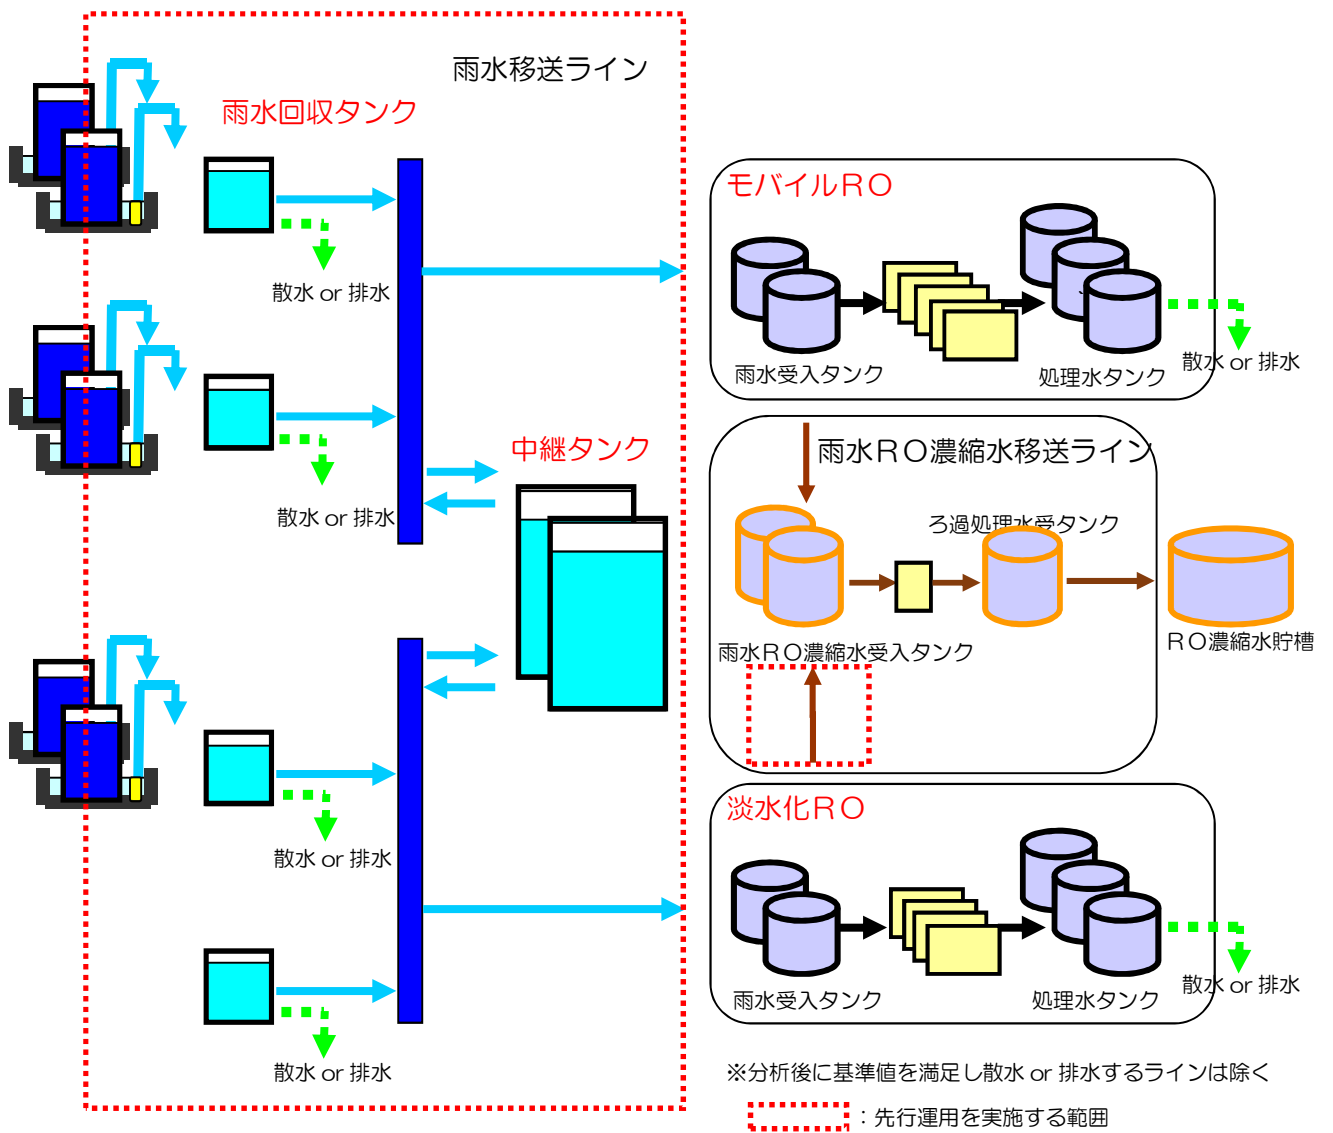 雨水移送ライン
雨水回収タンク
散水 or 排水
散水 or 排水
中継タンク
散水 or 排水
散水 or 排水
モバイルRO
雨水受入タンク
処理水タンク
散水 or 排水
雨水RO濃縮水移送ライン
ろ過処理水受タンク
雨水RO濃縮水受入タンク
RO濃縮水貯槽
淡水化RO
雨水受入タンク
処理水タンク
散水 or 排水
※分析後に基準値を満足し散水 or 排水するラインは除く
：先行運用を実施する範囲